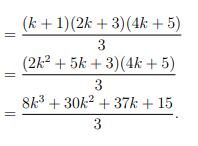 = (k + 1)(2k + 3)(4k + 5) / 3
= (2k² + 5k + 3)(4k + 5) / 3
= 8k³ + 30k² + 37k + 15 / 3 .